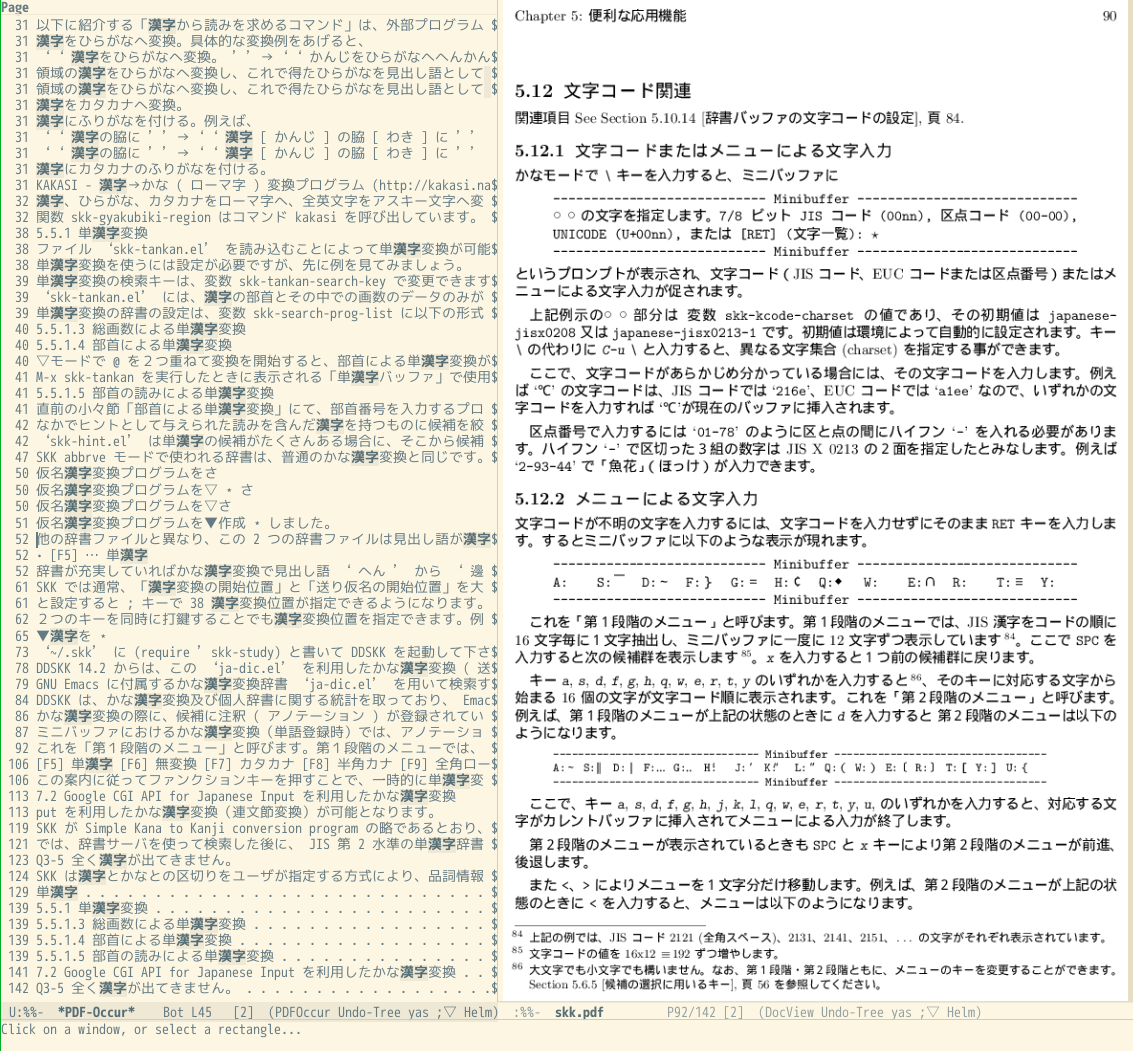 Page
31 以下に紹介する「漢字から読みを求めるコマンド」は、外部プログラム $
31 漢字をひらがなへ変換。具体的な変換例をあげると、
31 ‘‘漢字をひらがなへ変換。’’ → ‘‘かんじをひらがなへへんかん$
31 領域の漢字をひらがなへ変換し、これで得たひらがなを見出し語として $
31 領域の漢字をひらがなへ変換し、これで得たひらがなを見出し語として $
31 漢字をカタカナへ変換。
31 漢字にふりがなを付ける。例えば、
31 ‘‘漢字の脇に’’ → ‘‘漢字 [ かんじ ] の脇 [ わき ] に’’
31 ‘‘漢字の脇に’’ → ‘‘漢字 [ かんじ ] の脇 [ わき ] に’’
31 漢字にカタカナのふりがなを付ける。
31 KAKASI - 漢字→かな ( ローマ字 ) 変換プログラム (http://kakasi.na$
32 漢字、ひらがな、カタカナをローマ字へ、全英文字をアスキー文字へ変 $
32 関数 skk-gyakubiki-region はコマンド kakasi を呼び出しています。 $
38 5.5.1 単漢字変換
38 ファイル ‘skk-tankan.el’ を読み込むことによって単漢字変換が可能$
38 単漢字変換を使うには設定が必要ですが、先に例を見てみましょう。
39 単漢字変換の検索キーは、変数 skk-tankan-search-key で変更できます$
39 ‘skk-tankan.el’ には、漢字の部首とその中での画数のデータのみが $
39 単漢字変換の辞書の設定は、変数 skk-search-prog-list に以下の形式 $
40 5.5.1.3 総画数による単漢字変換
40 5.5.1.4 部首による単漢字変換
40 ▽モードで @ を２つ重ねて変換を開始すると、部首による単漢字変換が$
41 M-x skk-tankan を実行したときに表示される「単漢字バッファ」で使用$
41 5.5.1.5 部首の読みによる単漢字変換
41 直前の小々節「部首による単漢字変換」にて、部首番号を入力するプロ $
42 なかでヒントとして与えられた読みを含んだ漢字を持つものに候補を絞 $
42 ‘skk-hint.el’ は単漢字の候補がたくさんある場合に、そこから候補 $
47 SKK abbrve モードで使われる辞書は、普通のかな漢字変換と同じです。$
50 仮名漢字変換プログラムをさ
50 仮名漢字変換プログラムを▽ * さ
50 仮名漢字変換プログラムを▽さ
51 仮名漢字変換プログラムを▼作成 * しました。
52 他の辞書ファイルと異なり、この 2 つの辞書ファイルは見出し語が漢字$
52 · [F5] … 単漢字
52 辞書が充実していればかな漢字変換で見出し語 ‘へん’ から ‘邊 $
61 SKK では通常、「漢字変換の開始位置」と「送り仮名の開始位置」を大 $
61 と設定すると ; キーで 38 漢字変換位置が指定できるようになります。$
62 ２つのキーを同時に打鍵することでも漢字変換位置を指定できます。例 $
65 ▼漢字を *
73 ‘~/.skk’ に (require ’skk-study) と書いて DDSKK を起動して下さ$
78 DDSKK 14.2 からは、この ‘ja-dic.el’ を利用したかな漢字変換 ( 送$
79 GNU Emacs に付属するかな漢字辞書 ‘ja-dic.el’ を用いて検索す$
84 DDSKK は、かな漢字変換及び個人辞書に関する統計を取っており、 Emac$
86 かな漢字変換の際に、候補に注釈 ( アノテーション ) が登録されてい $
87 ミニバッファにおけるかな漢字変換（単語登録時）では、アノテーショ $
92 これを「第１段階のメニュー」と呼びます。第１段階のメニューでは、 $
106 [F5] 単漢字 [F6] 無変換 [F7] カタカナ [F8] 半角カナ [F9] 全角ロー$
106 この案内に従ってファンクションキーを押すことで、一時的に単漢字変 $
113 7.2 Google CGI API for Japanese Input を利用したかな漢字変換
113 put を利用したかな漢字変換（連文節変換）が可能となります。
119 SKK が Simple Kana to Kanji conversion program の略であるとおり、$
121 では、辞書サーバを使って検索した後に、 JIS 第 2 水準の単漢字辞書 $
123 Q3-5 全く漢字が出てきません。
124 SKK は漢字とかなとの区切りをユーザが指定する方式により、品詞情報 $
129 単漢字 . . . . . . . . . . . . . . . . . . . . . . . . . . . $
139 5.5.1 単漢字変換 . . . . . . . . . . . . . . . . . . . . . . $
139 5.5.1.3 総画数による単漢字変換 . . . . . . . . . . . . . . . $
139 5.5.1.4 部首による単漢字変換 . . . . . . . . . . . . . . . . $
139 5.5.1.5 部首の読みによる単漢字変換 . . . . . . . . . . . . . $
141 7.2 Google CGI API for Japanese Input を利用したかな漢字変換 . . $
142 Q3-5 全く漢字が出てきません。 . . . . . . . . . . . . . . . . $
U:%%- *PDF-Occur* Bot L45 [2] (PDFOccur Undo-Tree yas ;▽ Helm)
Chapter 5: 便利な応用機能 90
5.12 文字コード関連
関連項目 See Section 5.10.14 [辞書バッファの文字コードの設定], 頁 84.
5.12.1 文字コードまたはメニューによる文字入力
かなモードで \ キーを入力すると、ミニバッファに
---------------------------- Minibuffer ----------------------------
○○の文字を指定します。7/8 ビット JIS コード (00nn), 区点コード (00-00),
UNICODE (U+00nn), または [RET] (文字一覧): *
---------------------------- Minibuffer ----------------------------
というプロンプトが表示され、文字コード ( JIS コード、EUC コードまたは区点番号 ) またはメ
ニューによる文字入力が促されます。
上記例示の○○部分は 変数 skk-kcode-charset の値であり、その初期値は japanese-
jisx0208 又は japanese-jisx0213-1 です。初期値は環境によって自動的に設定されます。キー
\ の代わりに C-u \ と入力すると、異なる文字集合 (charset) を指定する事ができます。
ここで、文字コードがあらかじめ分かっている場合には、その文字コードを入力します。例え
ば ‘℃’ の文字コードは、JIS コードでは ‘216e’、EUC コードでは ‘a1ee’ なので、いずれかの文
字コードを入力すれば ‘℃’が現在のバッファに挿入されます。
区点番号で入力するには ‘01-78’ のように区と点の間にハイフン ‘-’ を入れる必要がありま
す。ハイフン ‘-’ で区切った 3 組の数字は JIS X 0213 の 2 面を指定したとみなします。例えば
‘2-93-44’ で「魚花」( ほっけ ) が入力できます。
5.12.2 メニューによる文字入力
文字コードが不明の文字を入力するには、文字コードを入力せずにそのまま RET キーを入力しま
す。するとミニバッファに以下のような表示が現れます。
---------------------------- Minibuffer ----------------------------
A: 　 S:￣ D:～ F:｝ G:＝ H:￠ Q:◆ W: E:∩ R: T:≡ Y:
---------------------------- Minibuffer ----------------------------
これを「第１段階のメニュー」と呼びます。第１段階のメニューでは、JIS 漢字をコードの順に
16 文字毎に１文字抽出し、ミニバッファに一度に 12 文字ずつ表示しています 84。ここで SPC を
入力すると次の候補群を表示します 85。x を入力すると１つ前の候補群に戻ります。
キー a, s, d, f, g, h, q, w, e, r, t, y のいずれかを入力すると86、そのキーに対応する文字から
始まる 16 個の文字が文字コード順に表示されます。これを「第２段階のメニュー」と呼びます。
例えば、第１段階のメニューが上記の状態のときに d を入力すると 第２段階のメニューは以下の
ようになります。
---------------------------- Minibuffer ----------------------------
A:～ S:∥ D:｜ F:… G:‥ H:‘ J:’ K:“ L:” Q:（ W:） E:〔 R:〕 T:［ Y:］ U:｛
---------------------------- Minibuffer ----------------------------
ここで、キー a, s, d, f, g, h, j, k, l, q, w, e, r, t, y, u, のいずれかを入力すると、対応する文
字がカレントバッファに挿入されてメニューによる入力が終了します。
第２段階のメニューが表示されているときも SPC と x キーにより第２段階のメニューが前進、
後退します。
また <、> によりメニューを１文字分だけ移動します。例えば、第２段階のメニューが上記の状
態のときに < を入力すると、メニューは以下のようになります。
84 上記の例では、JIS コード 2121 (全角スペース)、2131、2141、2151、... の文字がそれぞれ表示されています。
85 文字コードの値を 16x12 ≡192 ずつ増やします。
86 大文字でも小文字でも構いません。なお、第１段階・第２段階ともに、メニューのキーを変更することができます。
Section 5.6.5 [候補の選択に用いるキー], 頁 56 を参照してください。
:%%- skk.pdf P92/142 [2] (DocView Undo-Tree yas ;▽ Helm)
Click on a window, or select a rectangle...